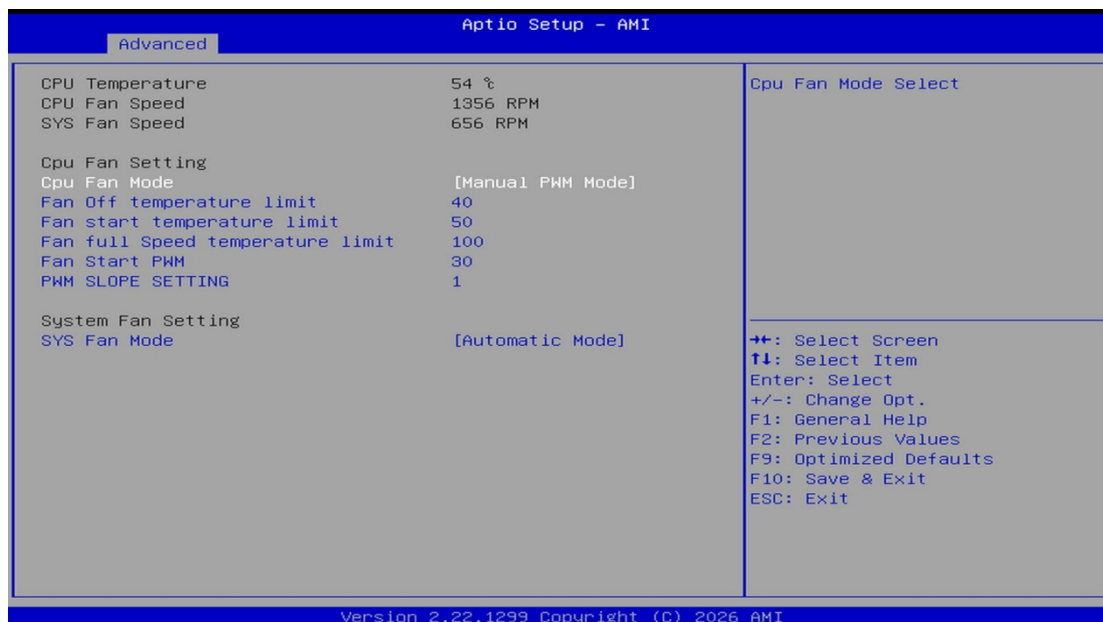 Aptio Setup – AMI
Advanced
CPU Temperature 54 ℃
CPU Fan Speed 1356 RPM
SYS Fan Speed 656 RPM
Cpu Fan Setting
Cpu Fan Mode [Manual PWM Mode]
Fan Off temperature limit 40
Fan start temperature limit 50
Fan full Speed temperature limit 100
Fan Start PWM 30
PWM SLOPE SETTING 1
System Fan Setting
SYS Fan Mode [Automatic Mode]
Cpu Fan Mode Select
→←: Select Screen
↑↓: Select Item
Enter: Select
+/-: Change Opt.
F1: General Help
F2: Previous Values
F9: Optimized Defaults
F10: Save & Exit
ESC: Exit
Version 2.22.1299 Copyright (C) 2026 AMI